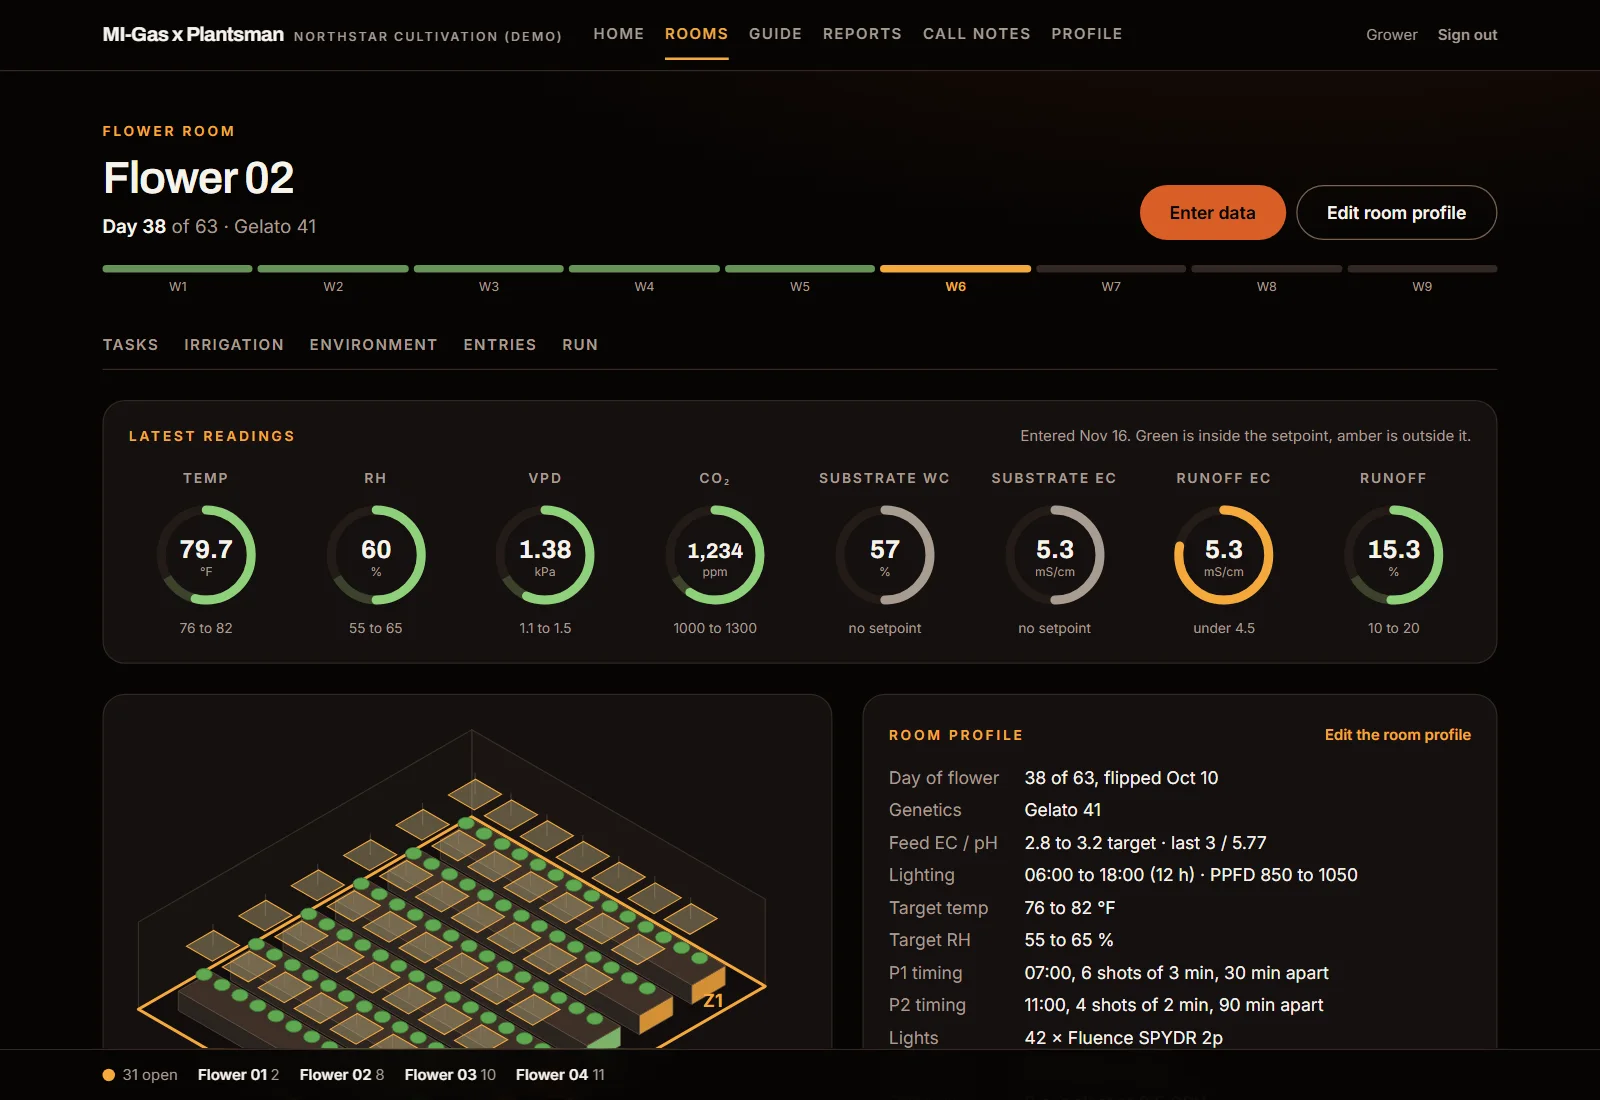 MI-Gas x Plantsman NORTHSTAR CULTIVATION (DEMO) HOME ROOMS GUIDE REPORTS CALL NOTES PROFILE Grower Sign out
FLOWER ROOM
Flower 02
Day 38 of 63 · Gelato 41
Enter data Edit room profile
W1 W2 W3 W4 W5 W6 W7 W8 W9
TASKS IRRIGATION ENVIRONMENT ENTRIES RUN
LATEST READINGS Entered Nov 16. Green is inside the setpoint, amber is outside it.
TEMP RH VPD CO₂ SUBSTRATE WC SUBSTRATE EC RUNOFF EC RUNOFF
79.7 60 1.38 1,234 57 5.3 5.3 15.3
°F % kPa ppm % mS/cm mS/cm %
76 to 82 55 to 65 1.1 to 1.5 1000 to 1300 no setpoint no setpoint under 4.5 10 to 20
Z1
ROOM PROFILE Edit the room profile
Day of flower 38 of 63, flipped Oct 10
Genetics Gelato 41
Feed EC / pH 2.8 to 3.2 target · last 3 / 5.77
Lighting 06:00 to 18:00 (12 h) · PPFD 850 to 1050
Target temp 76 to 82 °F
Target RH 55 to 65 %
P1 timing 07:00, 6 shots of 3 min, 30 min apart
P2 timing 11:00, 4 shots of 2 min, 90 min apart
Lights 42 × Fluence SPYDR 2p
31 open Flower 01 2 Flower 02 8 Flower 03 10 Flower 04 11